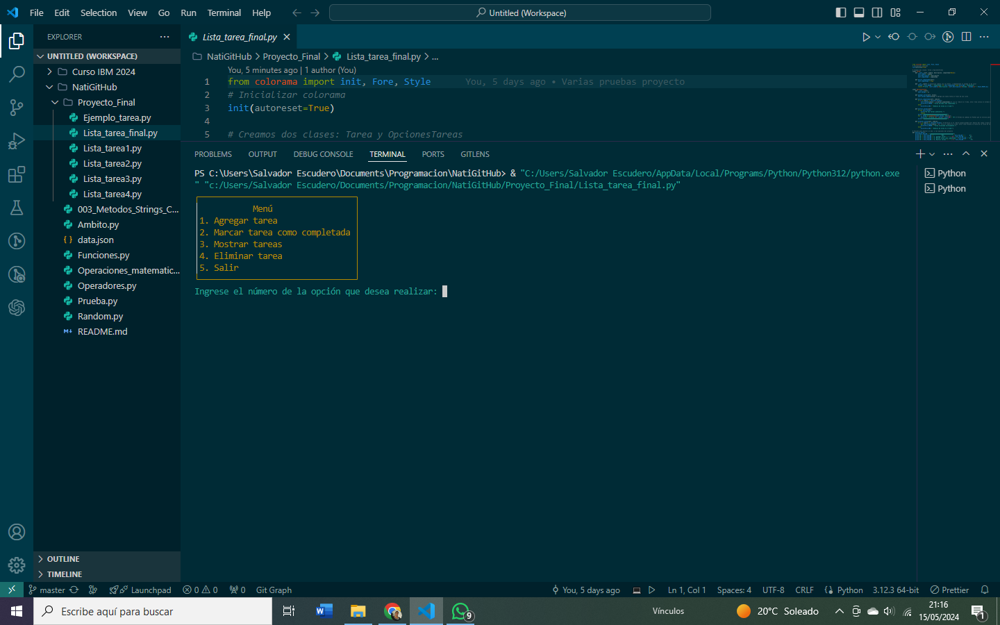 File Edit Selection View Go Run Terminal Help
Untitled (Workspace)
EXPLORER
UNTITLED (WORKSPACE)
Curso IBM 2024
NatiGitHub
Proyecto_Final
Ejemplo_tarea.py
Lista_tarea_final.py
Lista_tarea1.py
Lista_tarea2.py
Lista_tarea3.py
Lista_tarea4.py
003_Metodos_Strings_C...
Ambito.py
data.json
Funciones.py
Operaciones_matematic...
Operadores.py
Prueba.py
Random.py
README.md
OUTLINE
TIMELINE
Lista_tarea_final.py
NatiGitHub > Proyecto_Final > Lista_tarea_final.py > ...
You, 5 minutes ago | 1 author (You)
1 from colorama import init, Fore, Style You, 5 days ago • Varias pruebas proyecto
2 # Inicializar colorama
3 init(autoreset=True)
4
5 # Creamos dos clases: Tarea y OpcionesTareas
PROBLEMS OUTPUT DEBUG CONSOLE TERMINAL PORTS GITLENS
PS C:\Users\Salvador Escudero\Documents\Programacion\NatiGitHub> & "C:/Users/Salvador Escudero/AppData/Local/Programs/Python/Python312/python.exe
" "c:/Users/Salvador Escudero/Documents/Programacion/NatiGitHub/Proyecto_Final/Lista_tarea_final.py"
Menú
1. Agregar tarea
2. Marcar tarea como completada
3. Mostrar tareas
4. Eliminar tarea
5. Salir
Ingrese el número de la opción que desea realizar:
Python
Python
master Launchpad 0 0 0 Git Graph You, 5 days ago Ln 1, Col 1 Spaces: 4 UTF-8 CRLF Python 3.12.3 64-bit Prettier
Escribe aquí para buscar
9
Vínculos
20°C Soleado
21:16
15/05/2024
1